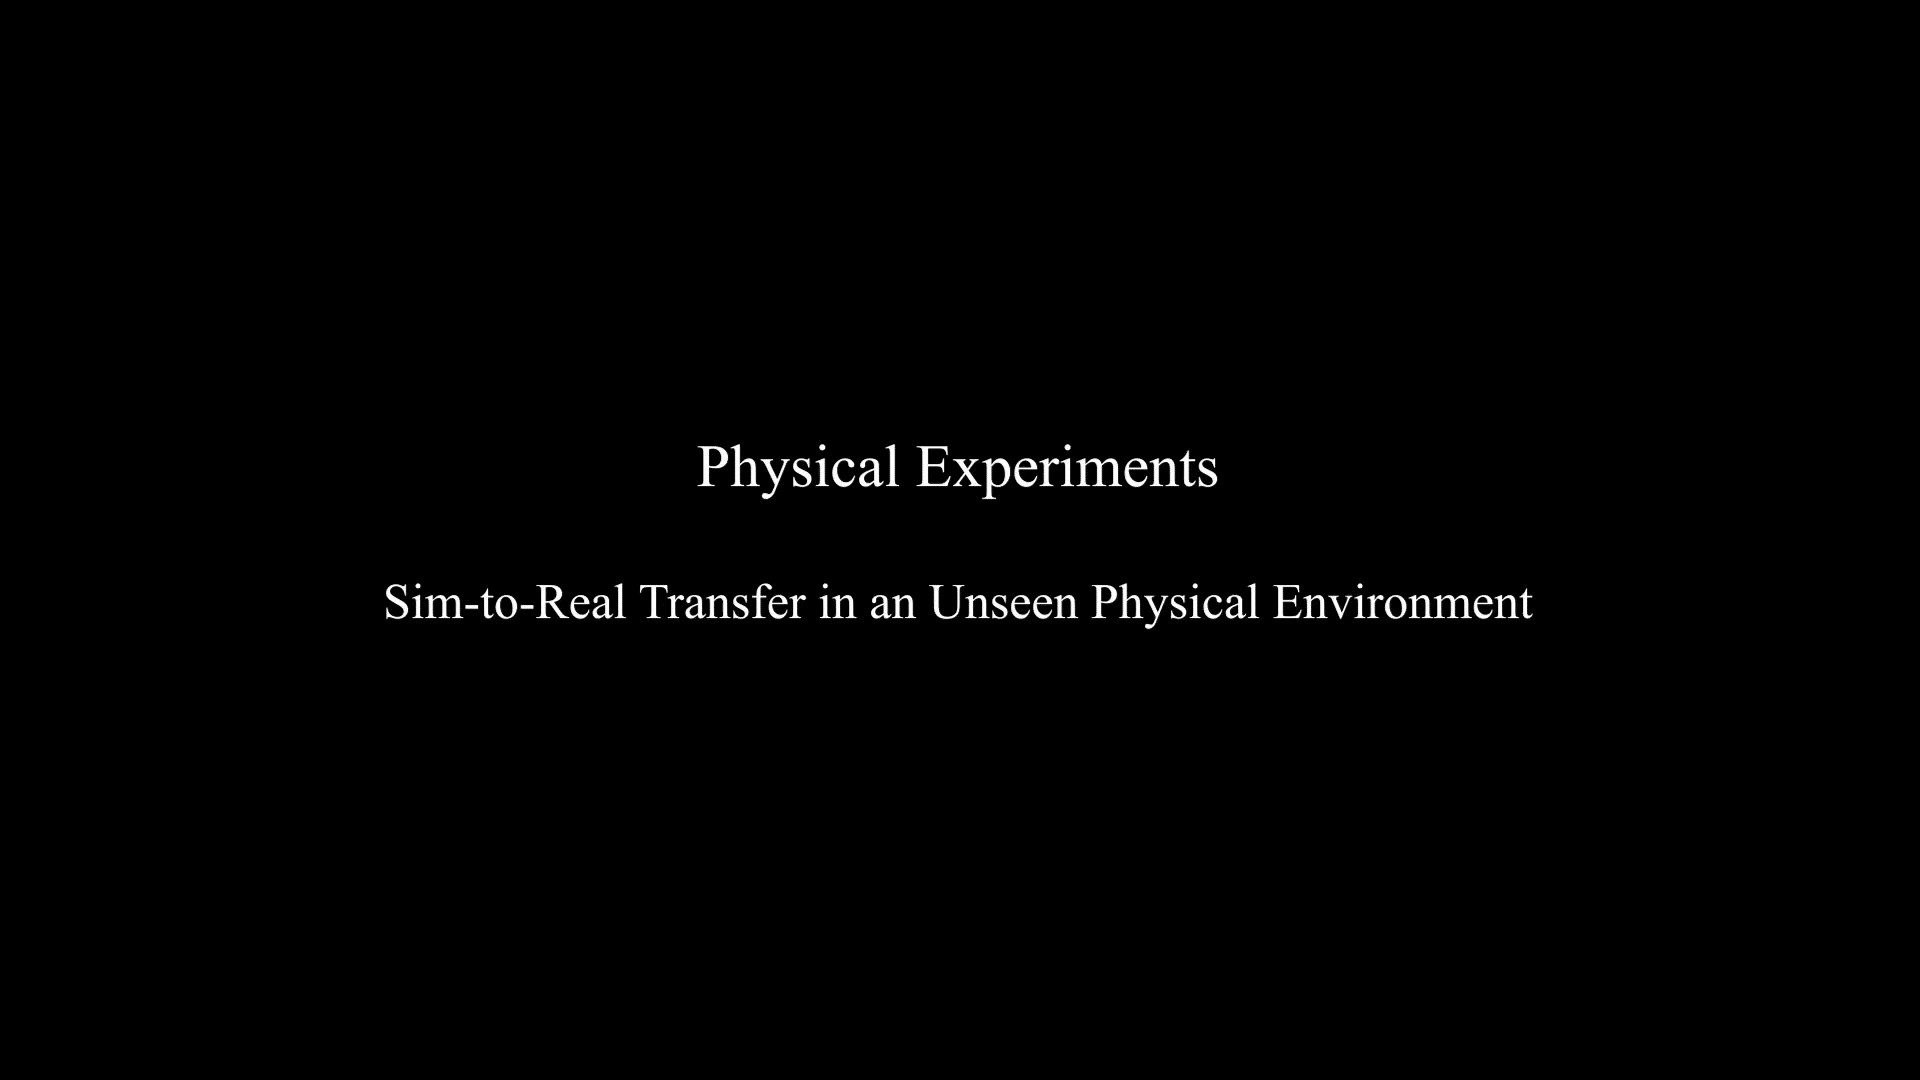 Physical Experiments
Sim-to-Real Transfer in an Unseen Physical Environment